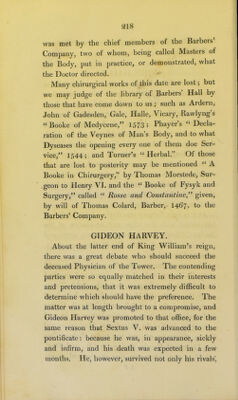 218
was met by the chief members of the Barbers'
Company, two of whom, being called Masters of
the Body, put in practice, or demonstrated, what
the Doctor directed.
Many chirurgical works of this date are lost; but
we may judge of the library of Barbers' Hall by
those that have come down to us; such as Ardern,
John of Gadesden, Gale, Halle, Vicary, Rawlyng's
"Booke of Medycone," 1573; Phayer's "Decla-
ration of the Veynes of Man's Body, and to what
Dyseases the opening every one of them doe Ser-
vice," 1544; and Turner's "Herbal." Of those
that are lost to posterity may be mentioned "A
Booke in Chirurgery," by Thomas Morstede, Sur-
geon to Henry VI. and the "Booke of Fysyk and
Surgery," called "Rosse and Constantine," given,
by will of Thomas Colard, Barber, 1467, to the
Barbers' Company.
GIDEON HARVEY.
About the latter end of King William's reign,
there was a great debate who should succeed the
deceased Physician of the Tower. The contending
parties were so equally matched in their interests
and pretensions, that it was extremely difficult to
determine which should have the preference. The
matter was at length brought to a compromise, and
Gideon Harvey was promoted to that office, for the
same reason that Sextus V. was advanced to the
pontificate: because he was, in appearance, sickly
and infirm, and his death was expected in a few
months. He, however, survived not only his rivals,